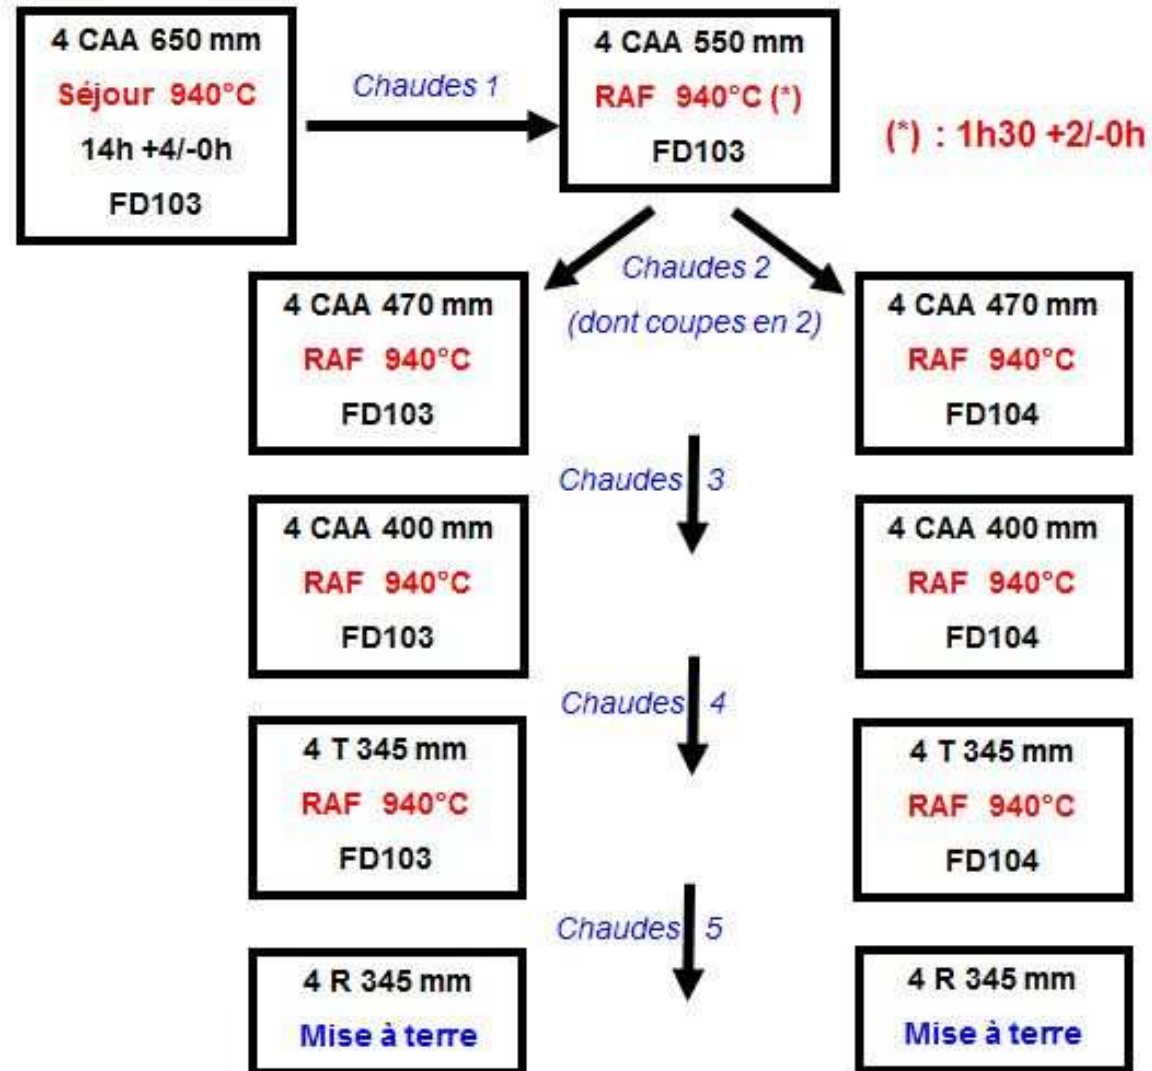 4 CAA 650 mm
Séjour 940°C
14h +4/-0h
FD103
Chaudes 1
4 CAA 550 mm
RAF 940°C (*)
FD103
(*) : 1h30 +2/-0h
Chaudes 2
(dont coupes en 2)
4 CAA 470 mm
RAF 940°C
FD103
4 CAA 470 mm
RAF 940°C
FD104
Chaudes 3
4 CAA 400 mm
RAF 940°C
FD103
4 CAA 400 mm
RAF 940°C
FD104
Chaudes 4
4 T 345 mm
RAF 940°C
FD103
4 T 345 mm
RAF 940°C
FD104
Chaudes 5
4 R 345 mm
Mise à terre
4 R 345 mm
Mise à terre